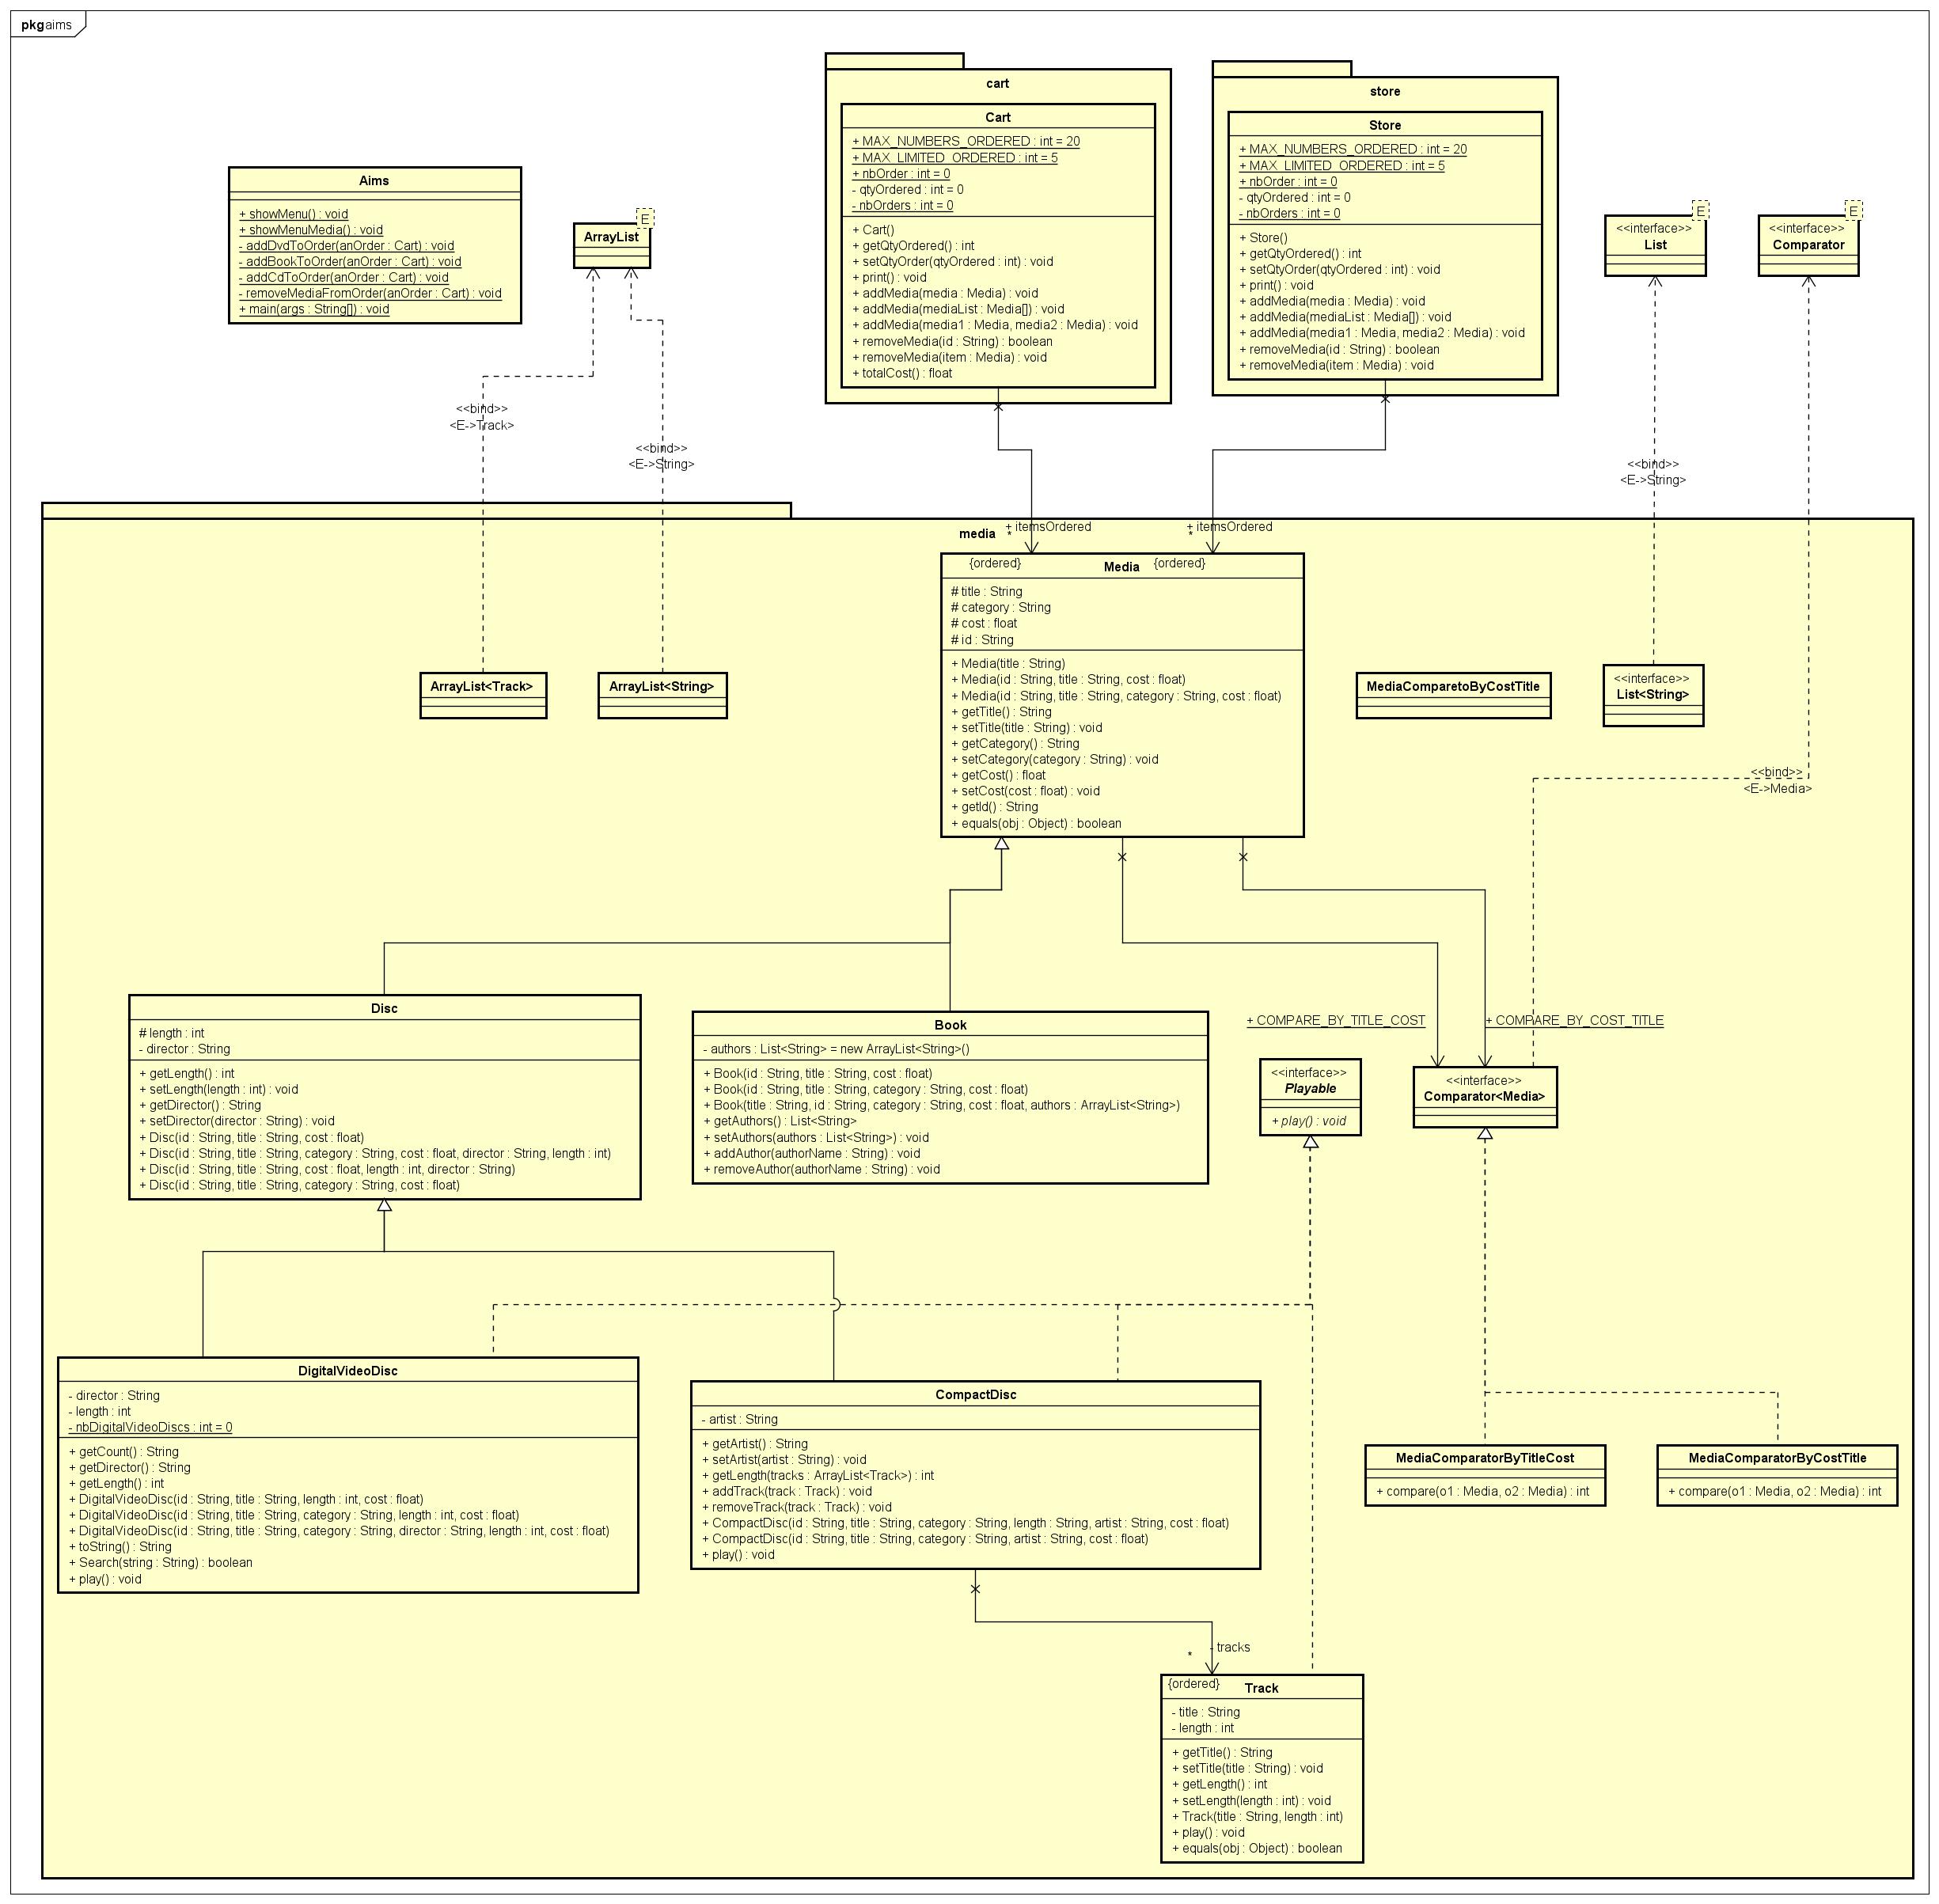 pkg aims
cart
Cart
+ MAX_NUMBERS_ORDERED : int = 20
+ MAX_LIMITED_ORDERED : int = 5
+ nbOrder : int = 0
- qtyOrdered : int = 0
- nbOrders : int = 0
+ Cart()
+ getQtyOrdered() : int
+ setQtyOrder(qtyOrdered : int) : void
+ print() : void
+ addMedia(media : Media) : void
+ addMedia(mediaList : Media[]) : void
+ addMedia(media1 : Media, media2 : Media) : void
+ removeMedia(id : String) : boolean
+ removeMedia(item : Media) : void
+ totalCost() : float
store
Store
+ MAX_NUMBERS_ORDERED : int = 20
+ MAX_LIMITED_ORDERED : int = 5
+ nbOrder : int = 0
- qtyOrdered : int = 0
- nbOrders : int = 0
+ Store()
+ getQtyOrdered() : int
+ setQtyOrder(qtyOrdered : int) : void
+ print() : void
+ addMedia(media : Media) : void
+ addMedia(mediaList : Media[]) : void
+ addMedia(media1 : Media, media2 : Media) : void
+ removeMedia(id : String) : boolean
+ removeMedia(item : Media) : void
Aims
+ showMenu() : void
+ showMenuMedia() : void
- addDvdToOrder(anOrder : Cart) : void
- addBookToOrder(anOrder : Cart) : void
- addCdToOrder(anOrder : Cart) : void
- removeMediaFromOrder(anOrder : Cart) : void
+ main(args : String[]) : void
E
ArrayList
E
<<interface>>
List
E
<<interface>>
Comparator
<<bind>>
<E->Track>
<<bind>>
<E->String>
<<bind>>
<E->String>
media
+ itemsOrdered
*
+ itemsOrdered
*
{ordered}
Media
{ordered}
# title : String
# category : String
# cost : float
# id : String
+ Media(title : String)
+ Media(id : String, title : String, cost : float)
+ Media(id : String, title : String, category : String, cost : float)
+ getTitle() : String
+ setTitle(title : String) : void
+ getCategory() : String
+ setCategory(category : String) : void
+ getCost() : float
+ setCost(cost : float) : void
+ getId() : String
+ equals(obj : Object) : boolean
ArrayList<Track>
ArrayList<String>
MediaComparetoByCostTitle
<<interface>>
List<String>
<<bind>>
<E->Media>
Disc
# length : int
- director : String
+ getLength() : int
+ setLength(length : int) : void
+ getDirector() : String
+ setDirector(director : String) : void
+ Disc(id : String, title : String, cost : float)
+ Disc(id : String, title : String, category : String, cost : float, director : String, length : int)
+ Disc(id : String, title : String, cost : float, length : int, director : String)
+ Disc(id : String, title : String, category : String, cost : float)
Book
- authors : List<String> = new ArrayList<String>()
+ Book(id : String, title : String, cost : float)
+ Book(id : String, title : String, category : String, cost : float)
+ Book(title : String, id : String, category : String, cost : float, authors : ArrayList<String>)
+ getAuthors() : List<String>
+ setAuthors(authors : List<String>) : void
+ addAuthor(authorName : String) : void
+ removeAuthor(authorName : String) : void
+ COMPARE_BY_TITLE_COST
+ COMPARE_BY_COST_TITLE
<<interface>>
Playable
+ play() : void
<<interface>>
Comparator<Media>
DigitalVideoDisc
- director : String
- length : int
- nbDigitalVideoDiscs : int = 0
+ getCount() : String
+ getDirector() : String
+ getLength() : int
+ DigitalVideoDisc(id : String, title : String, length : int, cost : float)
+ DigitalVideoDisc(id : String, title : String, category : String, length : int, cost : float)
+ DigitalVideoDisc(id : String, title : String, category : String, director : String, length : int, cost : float)
+ toString() : String
+ Search(string : String) : boolean
+ play() : void
CompactDisc
- artist : String
+ getArtist() : String
+ setArtist(artist : String) : void
+ getLength(tracks : ArrayList<Track>) : int
+ addTrack(track : Track) : void
+ removeTrack(track : Track) : void
+ CompactDisc(id : String, title : String, category : String, length : String, artist : String, cost : float)
+ CompactDisc(id : String, title : String, category : String, artist : String, cost : float)
+ play() : void
MediaComparatorByTitleCost
+ compare(o1 : Media, o2 : Media) : int
MediaComparatorByCostTitle
+ compare(o1 : Media, o2 : Media) : int
- tracks
*
{ordered}
Track
- title : String
- length : int
+ getTitle() : String
+ setTitle(title : String) : void
+ getLength() : int
+ setLength(length : int) : void
+ Track(title : String, length : int)
+ play() : void
+ equals(obj : Object) : boolean